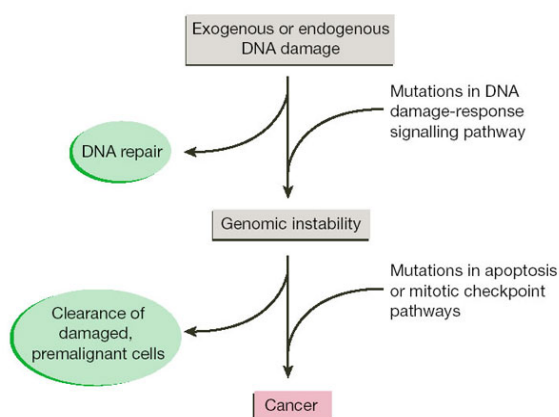 Exogenous or endogenous
DNA damage
Mutations in DNA
damage-response
signalling pathway
DNA repair
Genomic instability
Mutations in apoptosis
or mitotic checkpoint
pathways
Clearance of
damaged,
premalignant cells
Cancer